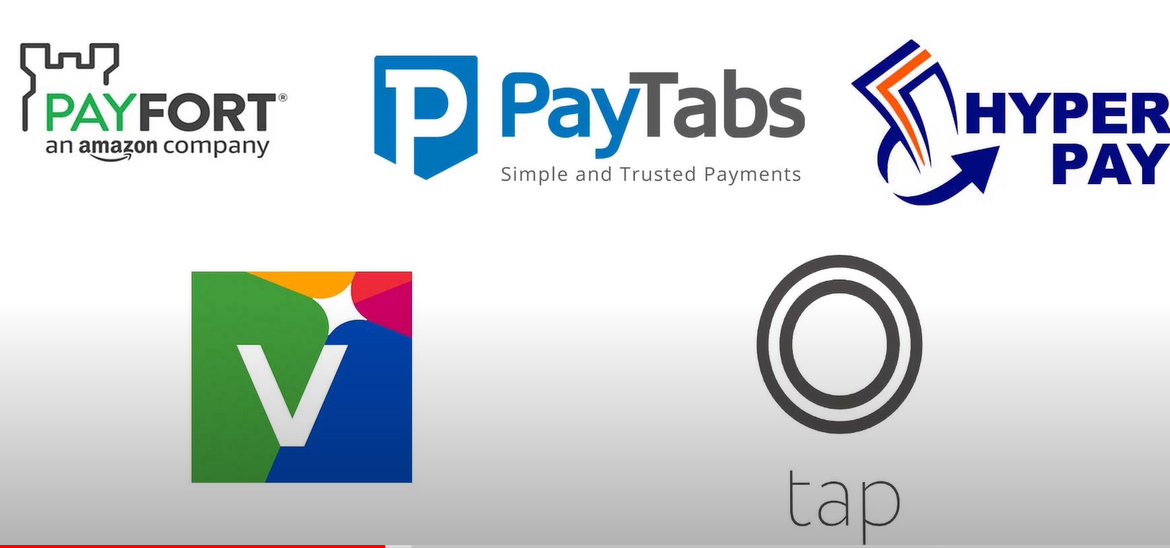 PAYFORT®
an amazon company
PayTabs
Simple and Trusted Payments
HYPER
PAY
V
tap